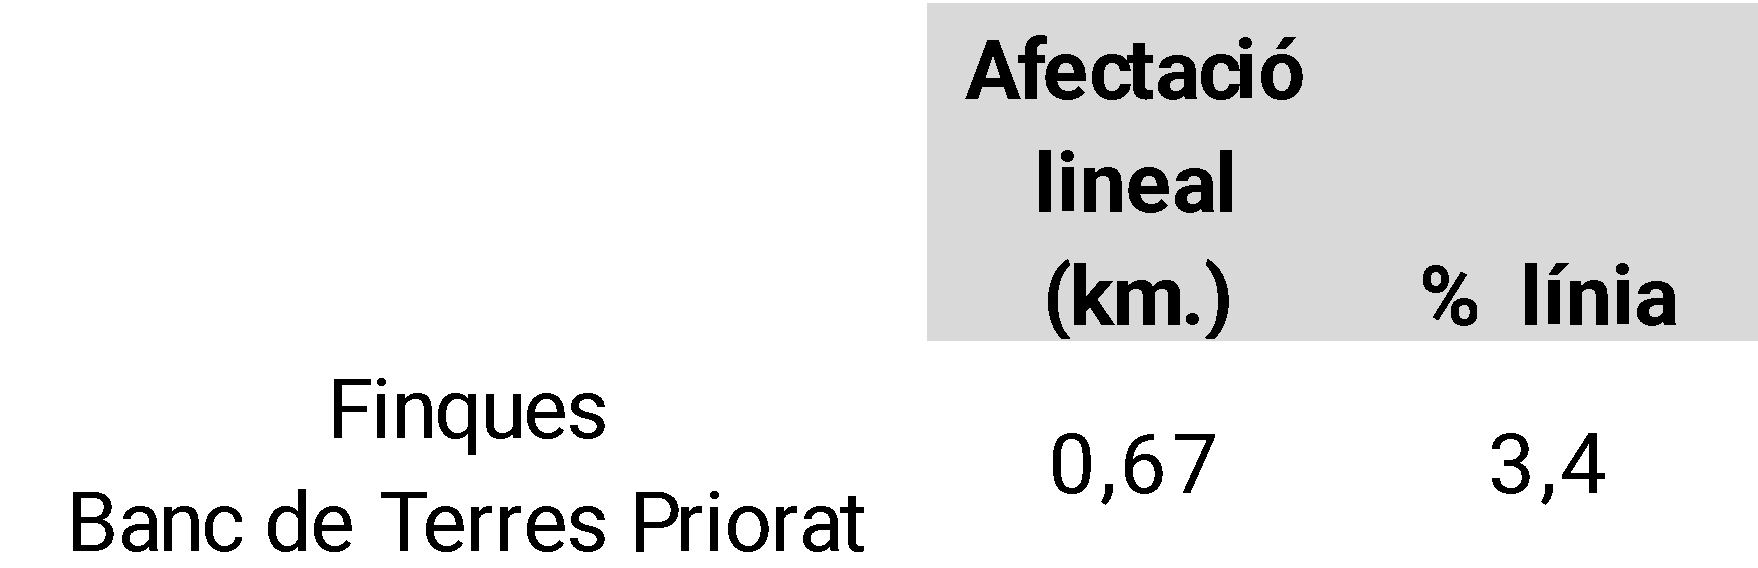 Afectació
lineal
(km.) % línia
Finques
Banc de Terres Priorat
0,67 3,4